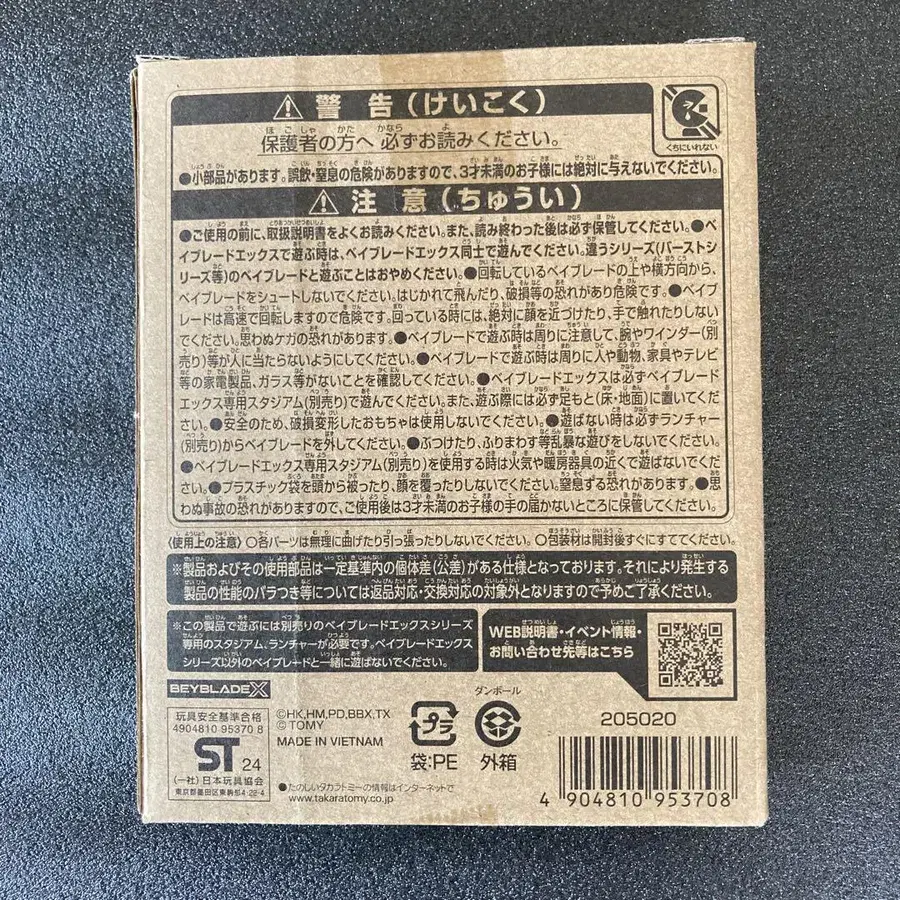 ⚠ 警告(けいこく)
保護者の方へ 必ずお読みください。
くちにいれない
●小部品があります。誤飲・窒息の危険がありますので、3才未満のお子様には絶対に与えないでください。
⚠ 注意(ちゅうい)
●ご使用の前に、取扱説明書をよくお読みください。また、読み終わった後は必ず保管してください。●ベイ
ブレードエックスで遊ぶ時は、ベイブレードエックス同士で遊んでください。違うシリーズ(バーストシ
リーズ等)のベイブレードと遊ぶことはおやめください。●回転しているベイブレードの上や横方向から、
ベイブレードをシュートしないでください。はじかれて飛んだり、破損等の恐れがあり危険です。●ベイブ
レードは高速で回転しますので危険です。回っている時には、絶対に顔を近づけたり、手で触れたりしない
でください。思わぬケガの恐れがあります。●ベイブレードで遊ぶ時は周りに注意して、腕やワインダー(別
売り)等が人に当たらないようにしてください。●ベイブレードで遊ぶ時は周りに人や動物、家具やテレビ
等の家電製品、ガラス等がないことを確認してください。●ベイブレードエックスは必ずベイブレード
エックス専用スタジアム(別売り)で遊んでください。また、遊ぶ際には必ず足もと(床・地面)に置いてくだ
さい。●安全のため、破損変形したおもちゃは使用しないでください。●遊ばない時は必ずランチャー
(別売り)からベイブレードを外してください。●ぶつけたり、ふりまわす等乱暴な遊びをしないでください。
●ベイブレードエックス専用スタジアム(別売り)を使用する時は火気や暖房器具の近くで遊ばないでくだ
さい。●プラスチック袋を頭から被ったり、顔を覆ったりしないでください。窒息する恐れがあります。●思
わぬ事故の恐れがありますので、ご使用後は3才未満のお子様の手の届かないところに保管してください。
〈使用上の注意〉○各パーツは無理に曲げたり引っ張ったりしないでください。○包装材は開封後すぐにすててください。
※製品およびその使用部品は一定基準内の個体差(公差)がある仕様となっております。それにより発生する
製品の性能のバラつき等については返品対応・交換対応の対象外となりますので予めご了承ください。
※この製品で遊ぶには別売りのベイブレードエックスシリーズ
専用のスタジアム、ランチャーが必要です。ベイブレードエックス
シリーズ以外のベイブレードと一緒に遊ばないでください。
WEB説明書・イベント情報・
お問い合わせ先等はこちら
BEYBLADE X
玩具安全基準合格
4904810 95370 8
ST 24
(一社)日本玩具協会
東京都墨田区東駒形4-22-4
©HK,HM,PD,BBX,TX
©TOMY
MADE IN VIETNAM
●たのしいタカラトミーの情報はインターネットで
www.takaratomy.co.jp
プラ
袋:PE
ダンボール
外箱
205020
4 904810 953708